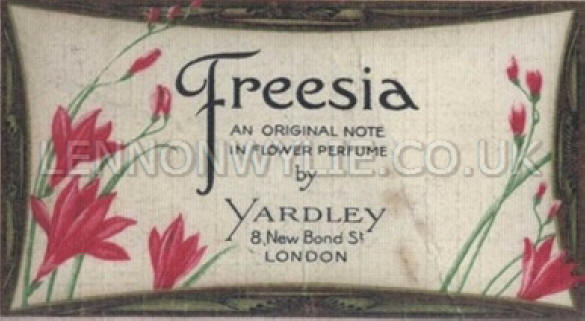 Freesia
AN ORIGINAL NOTE
IN FLOWER PERFUME
by
YARDLEY
8, New Bond St
LONDON
LENNONWYLIE.CO.UK